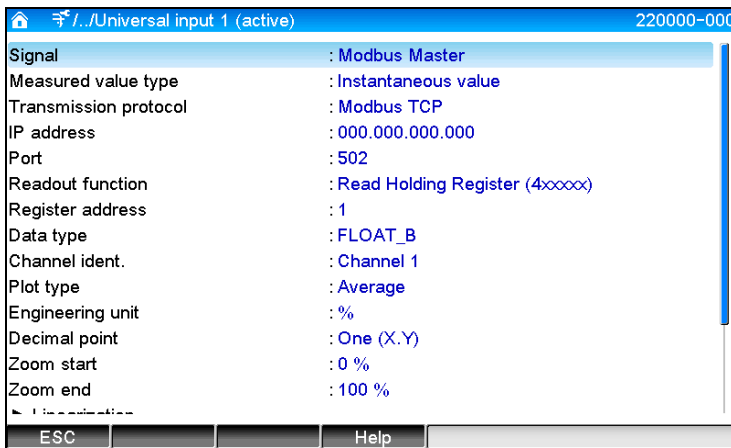 /../Universal input 1 (active) 220000-000
Signal : Modbus Master
Measured value type : Instantaneous value
Transmission protocol : Modbus TCP
IP address : 000.000.000.000
Port : 502
Readout function : Read Holding Register (4xxxxx)
Register address : 1
Data type : FLOAT_B
Channel ident. : Channel 1
Plot type : Average
Engineering unit : %
Decimal point : One (X.Y)
Zoom start : 0 %
Zoom end : 100 %
► Linearization
ESC Help